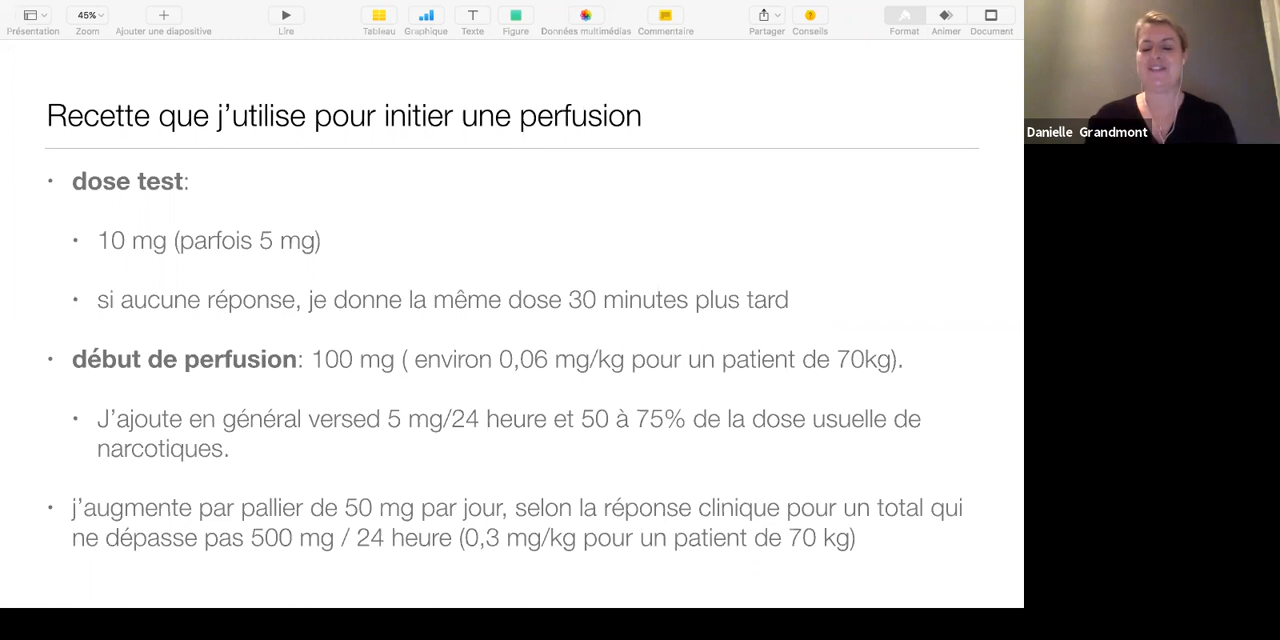 Présentation
45%
Zoom
Ajouter une diapositive
Lire
Tableau
Graphique
Texte
Figure
Données multimédias
Commentaire
Partager
Conseils
Format
Animer
Document
Danielle Grandmont
Recette que j’utilise pour initier une perfusion
• dose test:
• 10 mg (parfois 5 mg)
• si aucune réponse, je donne la même dose 30 minutes plus tard
• début de perfusion: 100 mg ( environ 0,06 mg/kg pour un patient de 70kg).
• J’ajoute en général versed 5 mg/24 heure et 50 à 75% de la dose usuelle de
narcotiques.
• j’augmente par pallier de 50 mg par jour, selon la réponse clinique pour un total qui
ne dépasse pas 500 mg / 24 heure (0,3 mg/kg pour un patient de 70 kg)